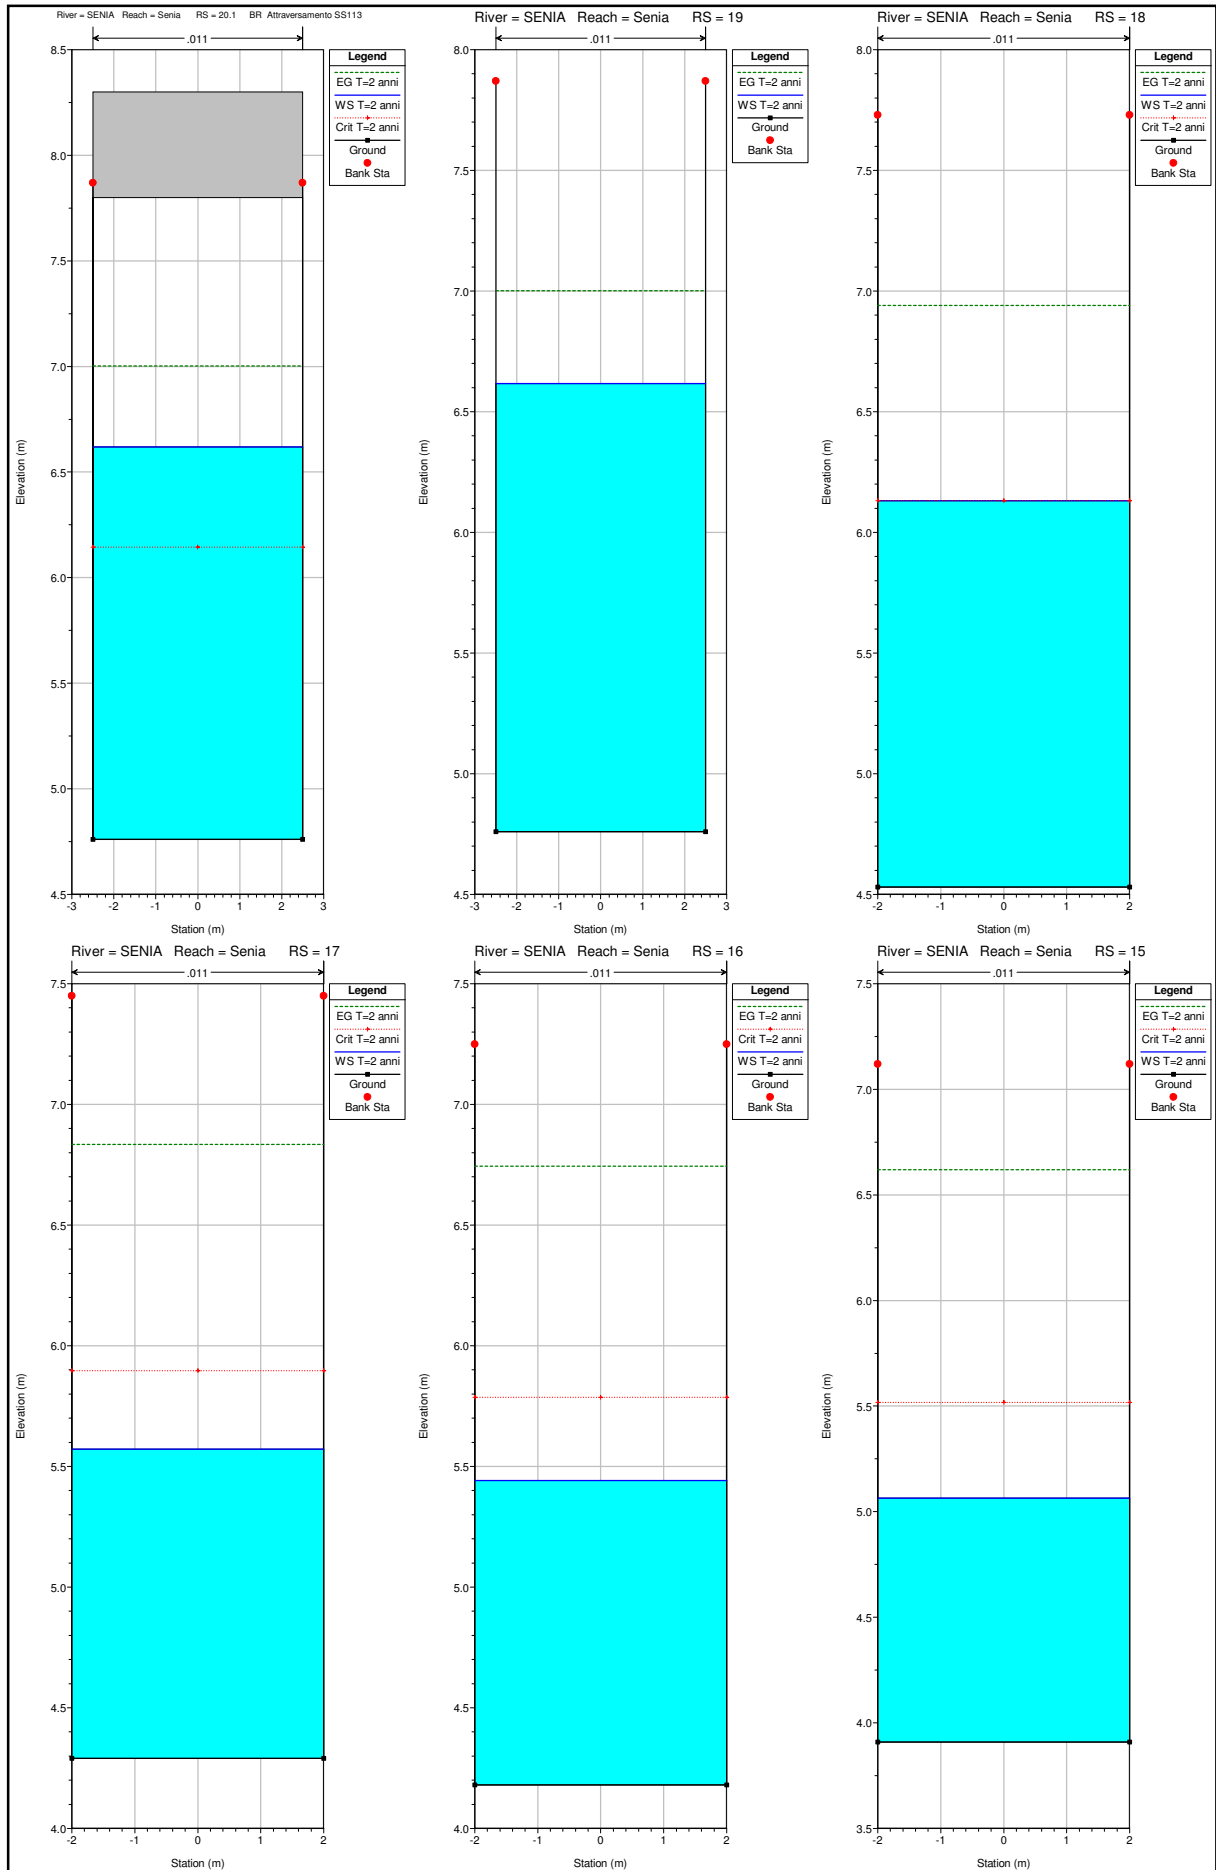 River = SENIA Reach = Senia RS = 20.1 BR Attraversamento SS113
.011
Legend
EG T=2 anni
WS T=2 anni
Crit T=2 anni
Ground
Bank Sta
8.5
8.0
7.5
7.0
6.5
6.0
5.5
5.0
4.5
Elevation (m)
-3 -2 -1 0 1 2 3
Station (m)
River = SENIA Reach = Senia RS = 19
.011
Legend
EG T=2 anni
WS T=2 anni
Crit T=2 anni
Ground
Bank Sta
8.0
7.5
7.0
6.5
6.0
5.5
5.0
4.5
Elevation (m)
-3 -2 -1 0 1 2 3
Station (m)
River = SENIA Reach = Senia RS = 18
.011
Legend
EG T=2 anni
WS T=2 anni
Crit T=2 anni
Ground
Bank Sta
8.0
7.5
7.0
6.5
6.0
5.5
5.0
4.5
Elevation (m)
-2 -1 0 1 2
Station (m)
River = SENIA Reach = Senia RS = 17
.011
Legend
EG T=2 anni
Crit T=2 anni
WS T=2 anni
Ground
Bank Sta
7.5
7.0
6.5
6.0
5.5
5.0
4.5
4.0
Elevation (m)
-2 -1 0 1 2
Station (m)
River = SENIA Reach = Senia RS = 16
.011
Legend
EG T=2 anni
Crit T=2 anni
WS T=2 anni
Ground
Bank Sta
7.5
7.0
6.5
6.0
5.5
5.0
4.5
4.0
Elevation (m)
-2 -1 0 1 2
Station (m)
River = SENIA Reach = Senia RS = 15
.011
Legend
EG T=2 anni
Crit T=2 anni
WS T=2 anni
Ground
Bank Sta
7.5
7.0
6.5
6.0
5.5
5.0
4.5
4.0
3.5
Elevation (m)
-2 -1 0 1 2
Station (m)